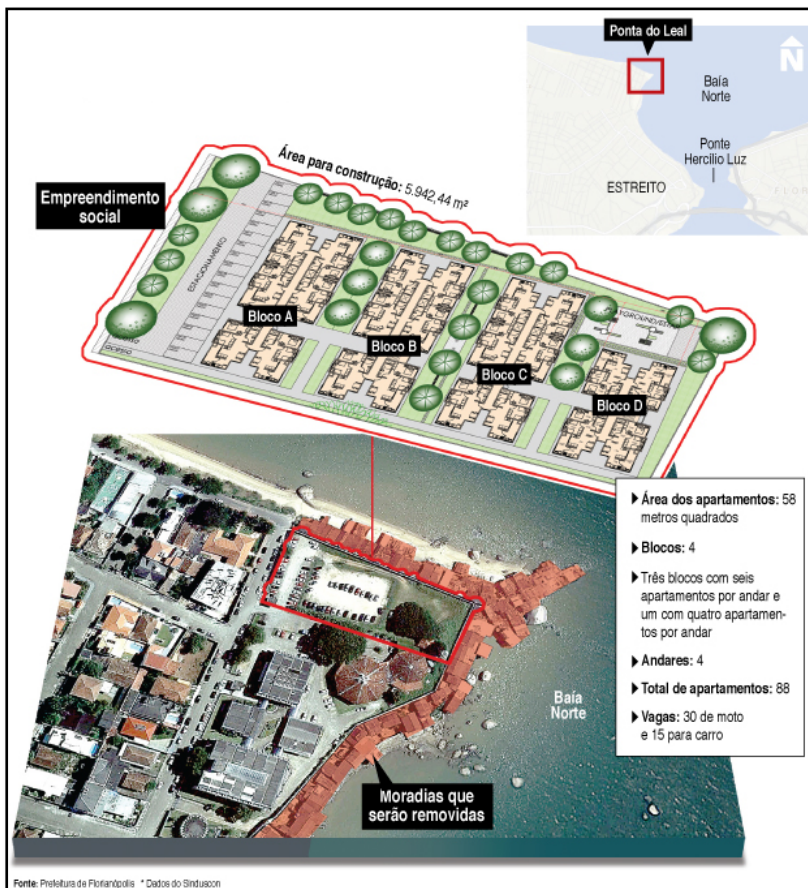 Ponta do Leal
N
Baía
Norte
Ponte
Hercilio Luz
ESTREITO
Área para construção: 5.942,44 m²
Empreendimento
social
ESTACIONAMENTO
Bloco A
Bloco B
Bloco C
Bloco D
▶ Área dos apartamentos: 58
metros quadrados
▶ Blocos: 4
▶ Três blocos com seis
apartamentos por andar e
um com quatro apartamen-
tos por andar
▶ Andares: 4
▶ Total de apartamentos: 88
▶ Vagas: 30 de moto
e 15 para carro
Baía
Norte
Moradias que
serão removidas
Fonte: Prefeitura de Florianópolis * Dados do Sinduscon